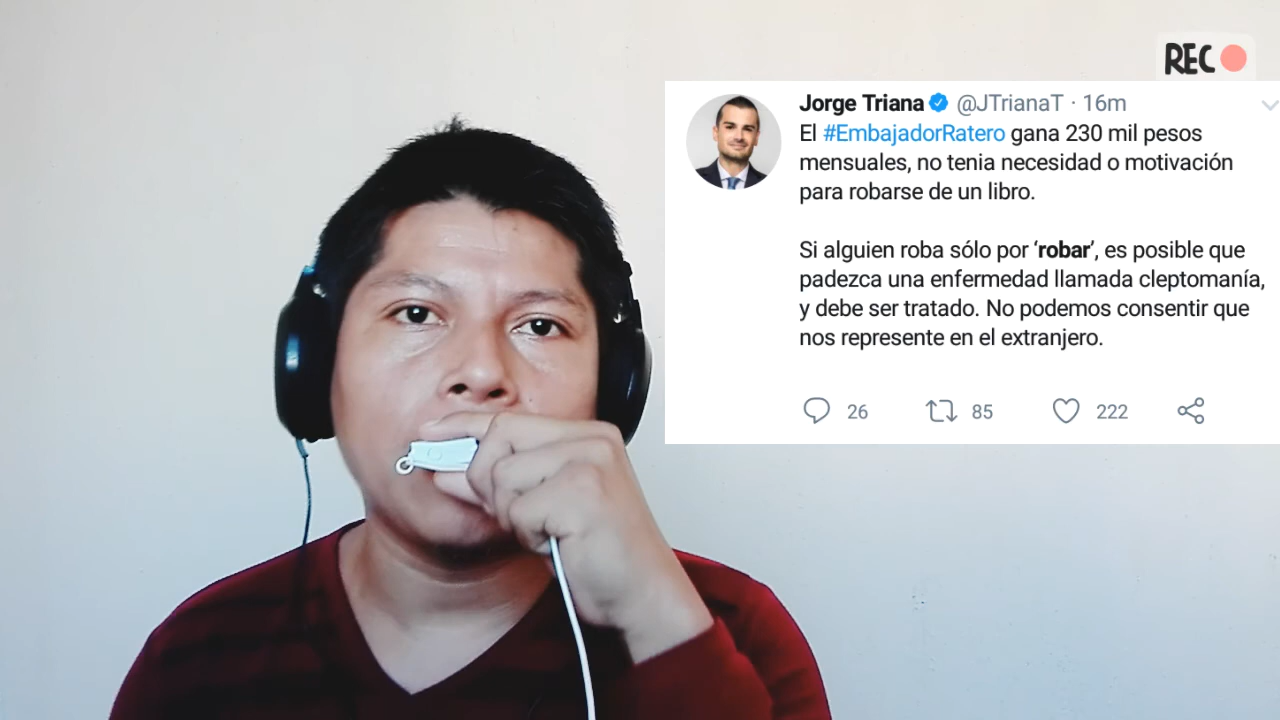 REC
Jorge Triana @JTrianaT · 16m
El #EmbajadorRatero gana 230 mil pesos
mensuales, no tenia necesidad o motivación
para robarse de un libro.
Si alguien roba sólo por ‘robar’, es posible que
padezca una enfermedad llamada cleptomanía,
y debe ser tratado. No podemos consentir que
nos represente en el extranjero.
26 85 222